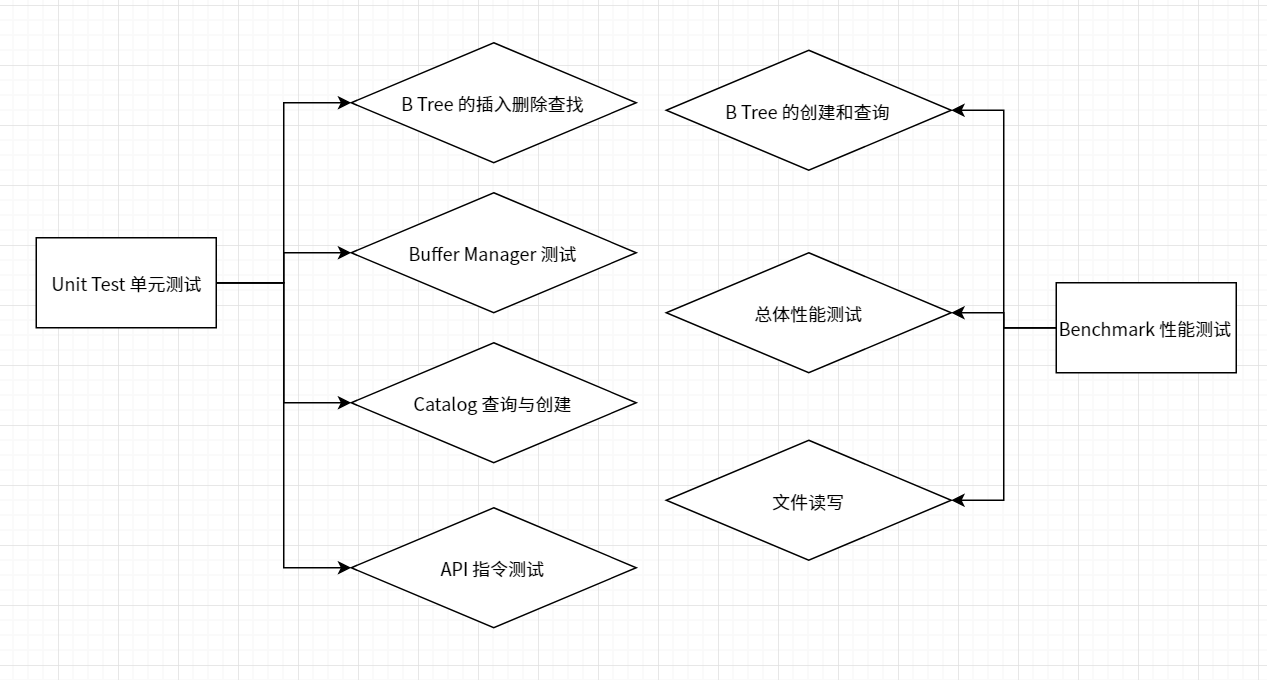 Unit Test 单元测试
B Tree 的插入删除查找
Buffer Manager 测试
Catalog 查询与创建
API 指令测试
B Tree 的创建和查询
总体性能测试
文件读写
Benchmark 性能测试